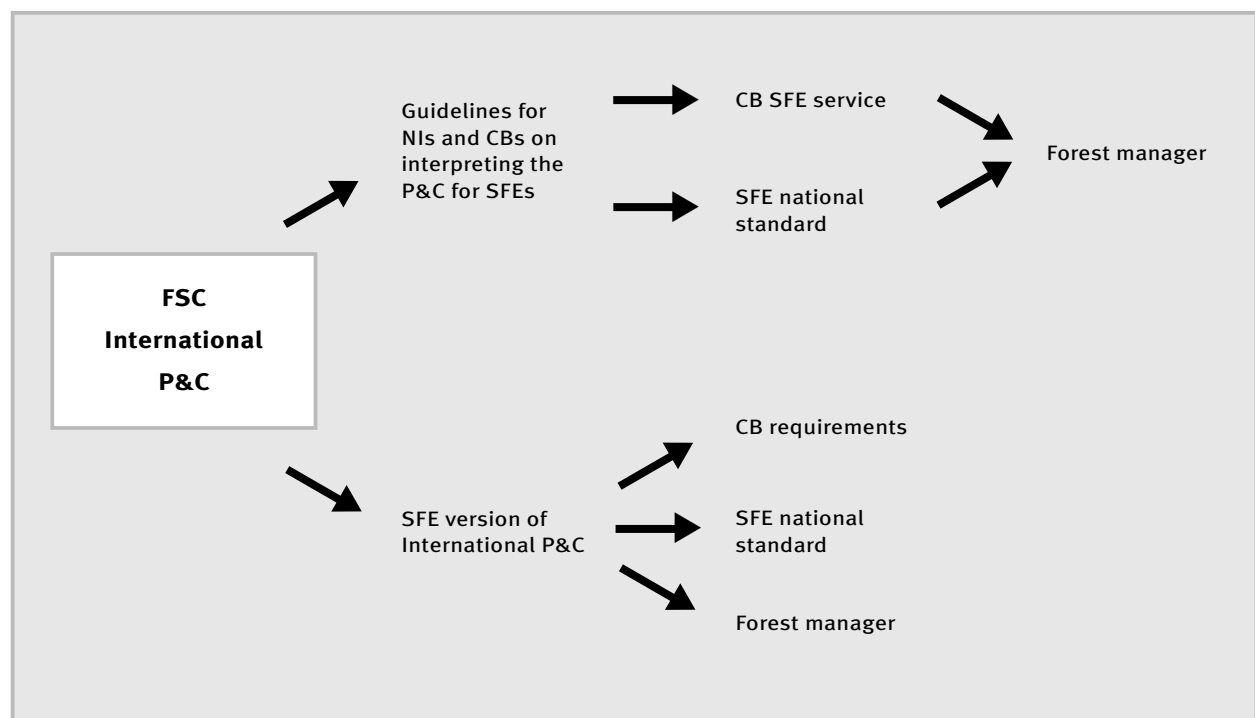 FSC
International
P&C
Guidelines for
NIs and CBs on
interpreting the
P&C for SFEs
CB SFE service
SFE national
standard
Forest manager
SFE version of
International P&C
CB requirements
SFE national
standard
Forest manager